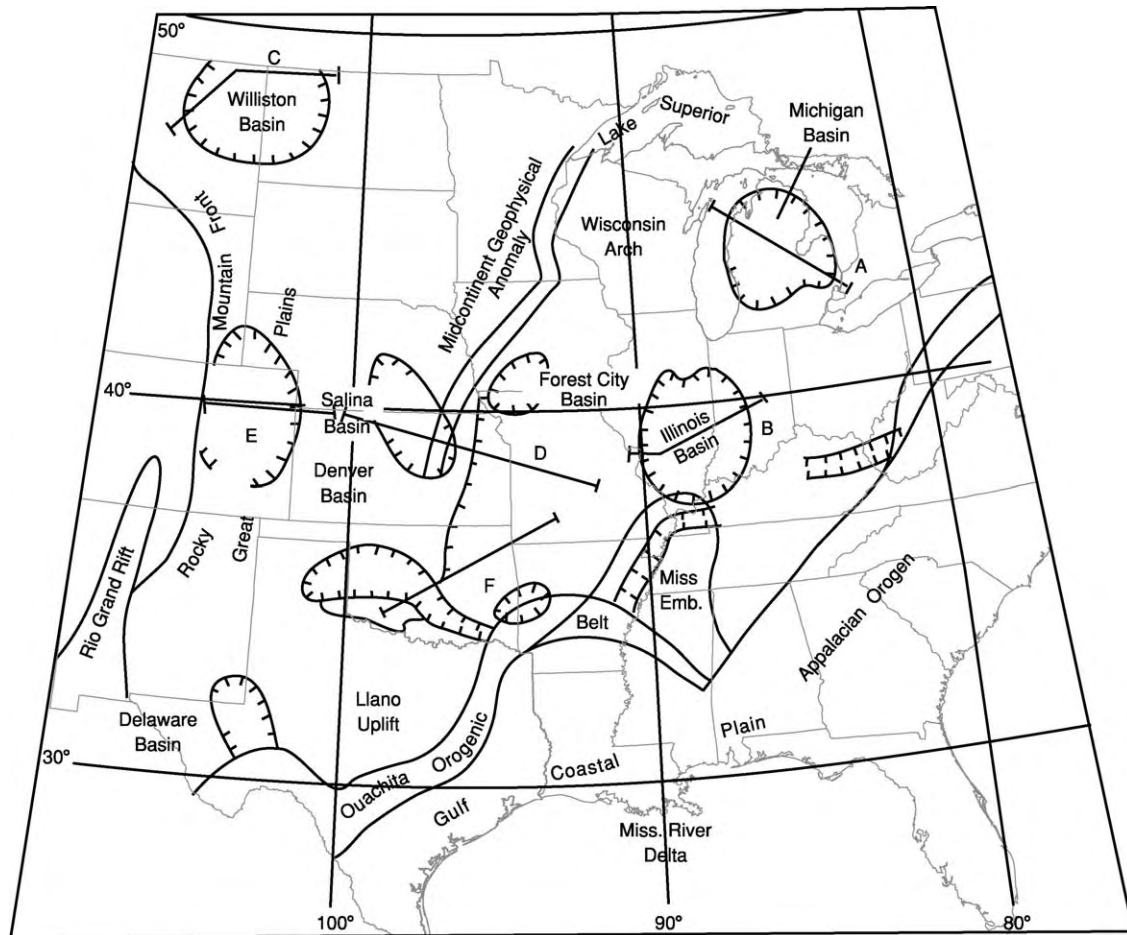 50°
C
Williston
Basin
Superior
Lake
Michigan
Basin
Midcontinent Geophysical
Anomaly
Wisconsin
Arch
A
Front
Mountain
Plains
40°
Salina
Basin
Forest City
Basin
Illinois
Basin
B
E
D
Denver
Basin
Great
Rocky
Rio Grand Rift
F
Miss
Emb.
Belt
Appalacian Orogen
Llano
Uplift
Delaware
Basin
Orogenic
Ouachita
Plain
Coastal
Gulf
30°
Miss. River
Delta
100°
90°
80°